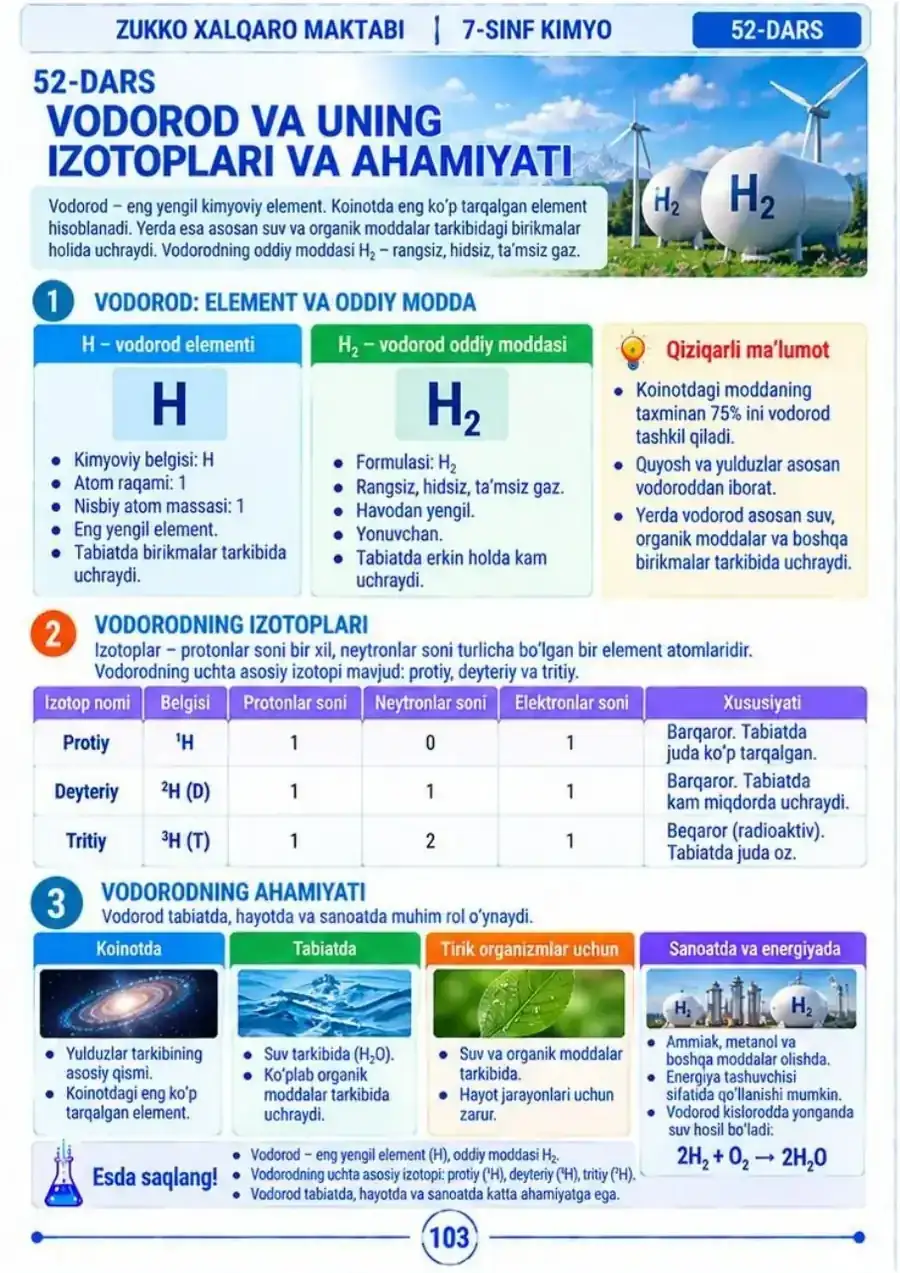 ZUKKO XALQARO MAKTABI | 7-SINF KIMYO
52-DARS
52-DARS
VODOROD VA UNING
IZOTOPLARI VA AHAMIYATI
Vodorod – eng yengil kimyoviy element. Koinotda eng ko‘p tarqalgan element
hisoblanadi. Yerda esa asosan suv va organik moddalar tarkibidagi birikmalar
holida uchraydi. Vodorodning oddiy moddasi H₂ – rangsiz, hidsiz, ta’msiz gaz.
H₂
H₂
1 VODOROD: ELEMENT VA ODDIY MODDA
H – vodorod elementi
H
• Kimyoviy belgisi: H
• Atom raqami: 1
• Nisbiy atom massasi: 1
• Eng yengil element.
• Tabiatda birikmalar tarkibida
uchraydi.
H₂ – vodorod oddiy moddasi
H₂
• Formulasi: H₂
• Rangsiz, hidsiz, ta’msiz gaz.
• Havodan yengil.
• Yonuvchan.
• Tabiatda erkin holda kam
uchraydi.
Qiziqarli ma’lumot
• Koinotdagi moddaning
taxminan 75% ini vodorod
tashkil qiladi.
• Quyosh va yulduzlar asosan
vodoroddan iborat.
• Yerda vodorod asosan suv,
organik moddalar va boshqa
birikmalar tarkibida uchraydi.
2 VODORODNING IZOTOPLARI
Izotoplar – protonlar soni bir xil, neytronlar soni turlicha bo‘lgan bir element atomlaridir.
Vodorodning uchta asosiy izotopi mavjud: protiy, deyteriy va tritiy.
Izotop nomi Belgisi Protonlar soni Neytronlar soni Elektronlar soni Xususiyati
Protiy ¹H 1 0 1 Barqaror. Tabiatda
juda ko‘p tarqalgan.
Deyteriy ²H (D) 1 1 1 Barqaror. Tabiatda
kam miqdorda uchraydi.
Tritiy ³H (T) 1 2 1 Beqaror (radioaktiv).
Tabiatda juda oz.
3 VODORODNING AHAMIYATI
Vodorod tabiatda, hayotda va sanoatda muhim rol o‘ynaydi.
Koinotda
• Yulduzlar tarkibining
asosiy qismi.
• Koinotdagi eng ko‘p
tarqalgan element.
Tabiatda
• Suv tarkibida (H₂O).
• Ko‘plab organik
moddalar tarkibida
uchraydi.
Tirik organizmlar uchun
• Suv va organik moddalar
tarkibida.
• Hayot jarayonlari uchun
zarur.
Sanoatda va energiyada
H₂
H₂
• Ammiak, metanol va
boshqa moddalar olishda.
• Energiya tashuvchisi
sifatida qo‘llanishi mumkin.
• Vodorod kislorodda yonganda
suv hosil bo‘ladi:
2H₂ + O₂ → 2H₂O
Esda saqlang!
• Vodorod – eng yengil element (H), oddiy moddasi H₂.
• Vodorodning uchta asosiy izotopi: protiy (H), deyteriy (H), tritiy (H).
• Vodorod tabiatda, hayotda va sanoatda katta ahamiyatga ega.
103